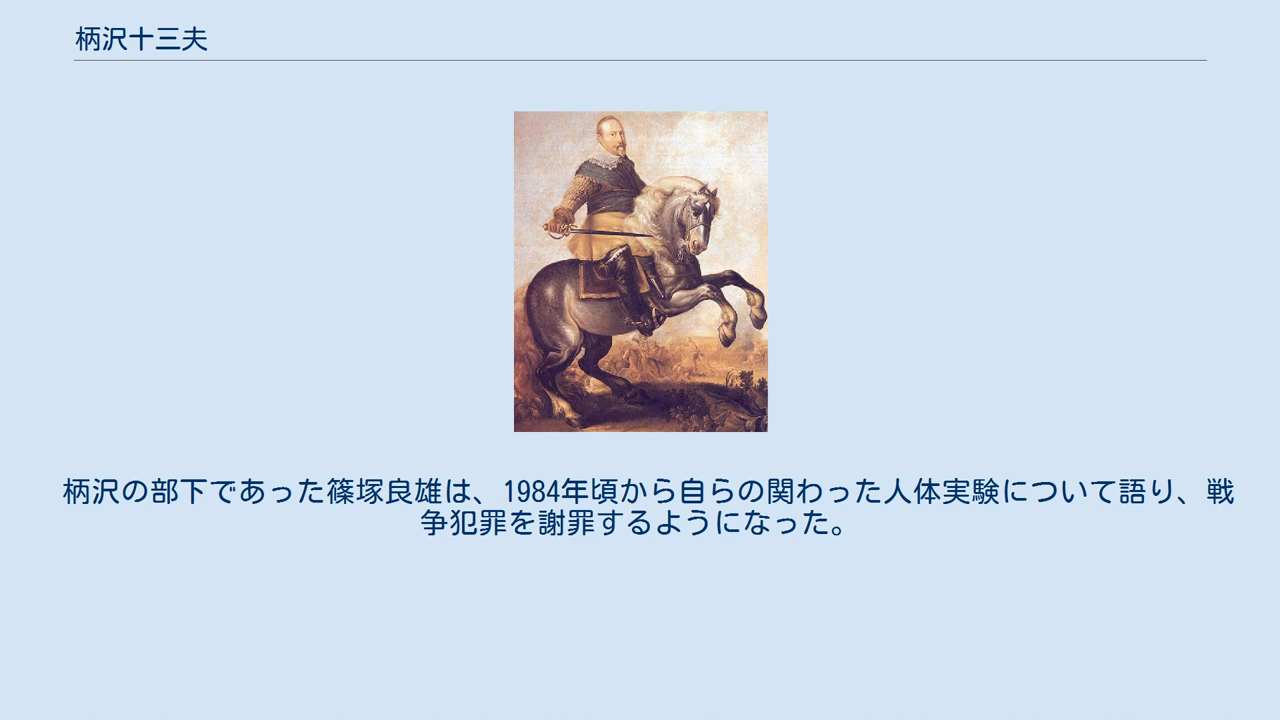 柄沢十三夫
柄沢の部下であった篠塚良雄は、1984年頃から自らの関わった人体実験について語り、戦
争犯罪を謝罪するようになった。